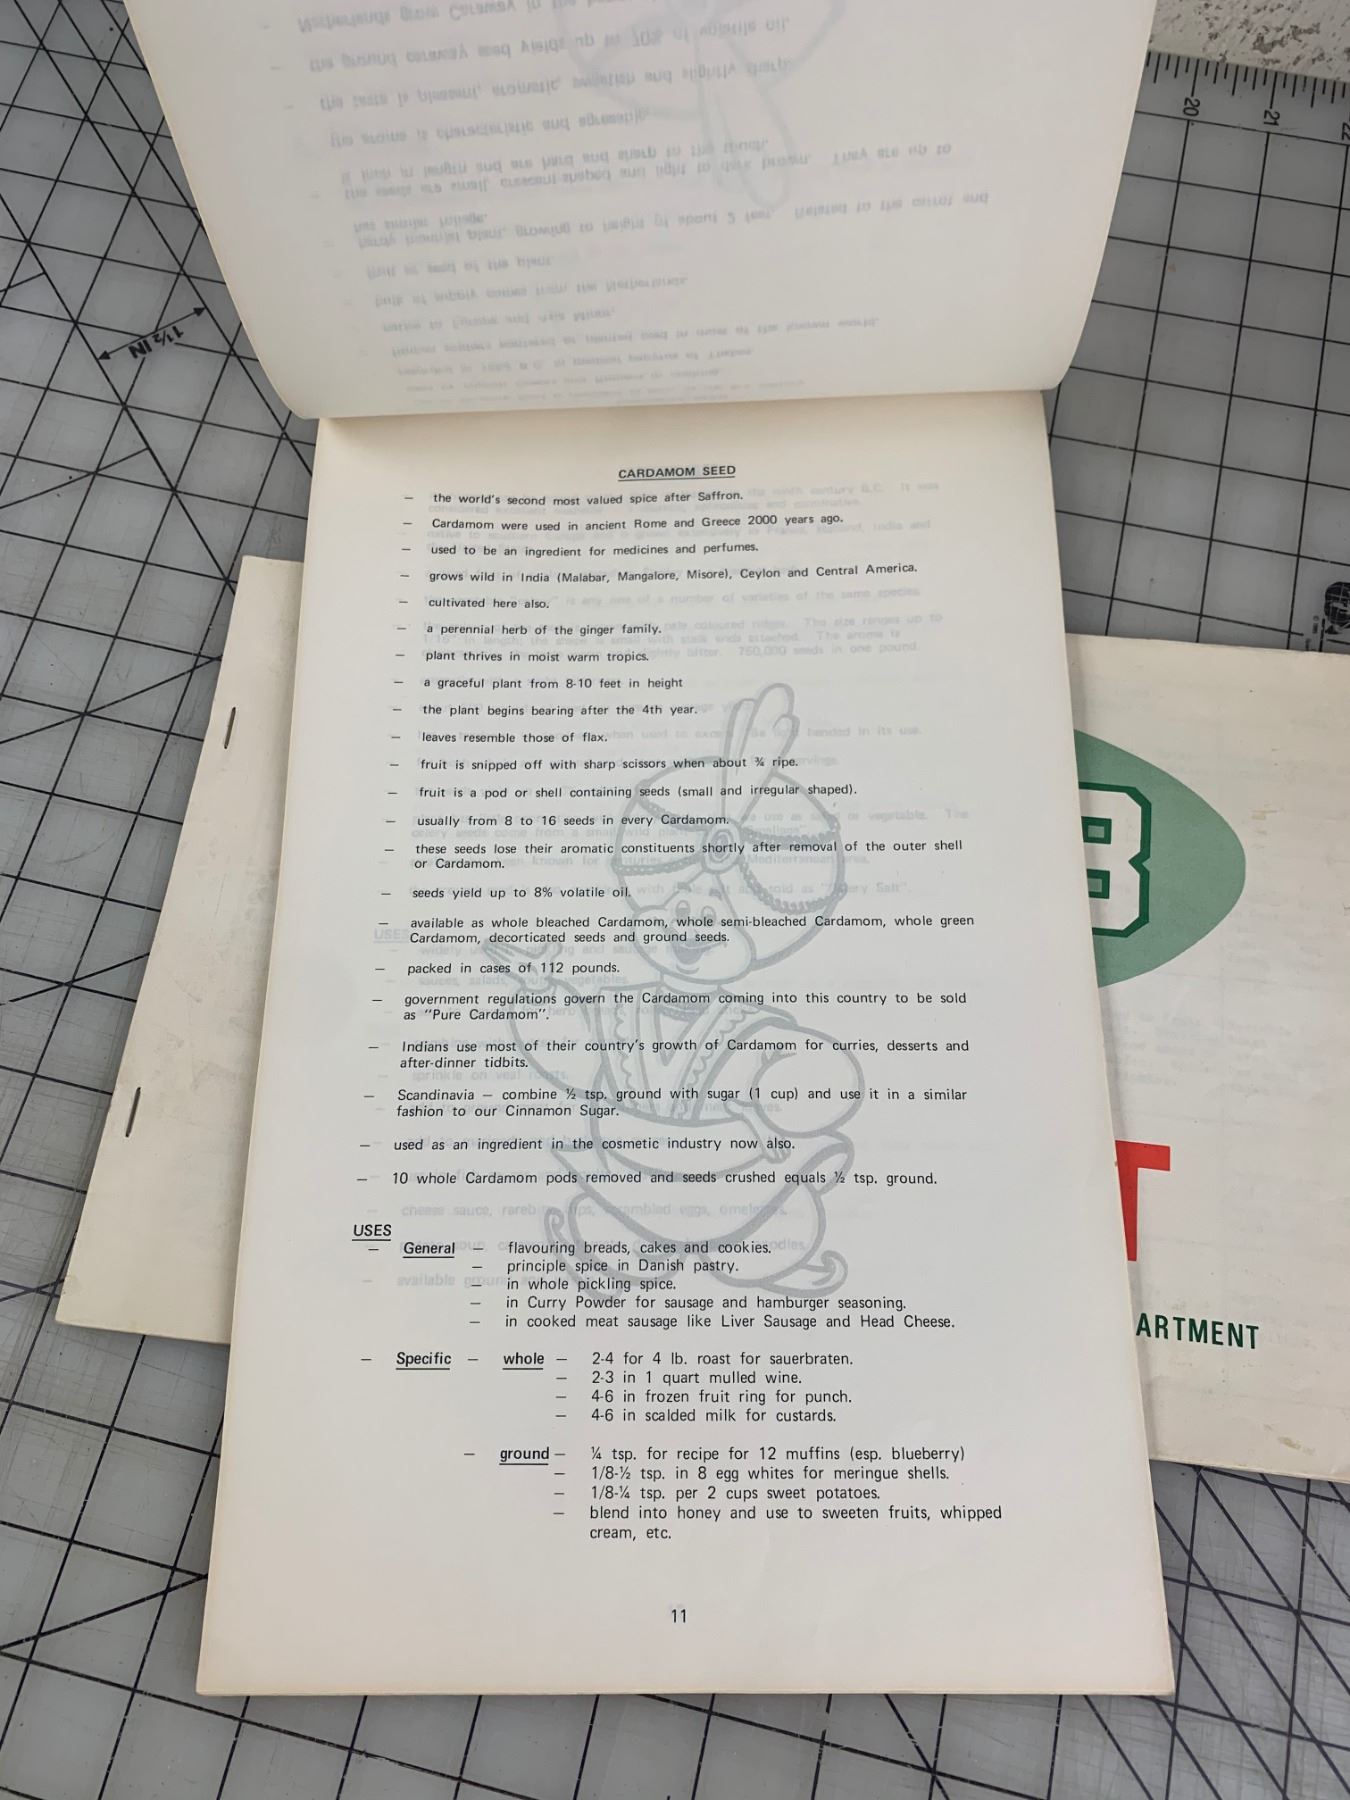 20
21
22
1½ IN
CARDAMOM SEED
— the world's second most valued spice after Saffron.
— Cardamom were used in ancient Rome and Greece 2000 years ago.
— used to be an ingredient for medicines and perfumes.
— grows wild in India (Malabar, Mangalore, Misore), Ceylon and Central America.
— cultivated here also.
— a perennial herb of the ginger family.
— plant thrives in moist warm tropics.
— a graceful plant from 8-10 feet in height
— the plant begins bearing after the 4th year.
— leaves resemble those of flax.
— fruit is snipped off with sharp scissors when about ¾ ripe.
— fruit is a pod or shell containing seeds (small and irregular shaped).
— usually from 8 to 16 seeds in every Cardamom.
— these seeds lose their aromatic constituents shortly after removal of the outer shell
or Cardamom.
— seeds yield up to 8% volatile oil.
— available as whole bleached Cardamom, whole semi-bleached Cardamom, whole green
Cardamom, decorticated seeds and ground seeds.
— packed in cases of 112 pounds.
— government regulations govern the Cardamom coming into this country to be sold
as "Pure Cardamom".
— Indians use most of their country's growth of Cardamom for curries, desserts and
after-dinner tidbits.
— Scandinavia — combine ½ tsp. ground with sugar (1 cup) and use it in a similar
fashion to our Cinnamon Sugar.
— used as an ingredient in the cosmetic industry now also.
— 10 whole Cardamom pods removed and seeds crushed equals ½ tsp. ground.
USES
— General — flavouring breads, cakes and cookies.
— principle spice in Danish pastry.
— in whole pickling spice.
— in Curry Powder for sausage and hamburger seasoning.
— in cooked meat sausage like Liver Sausage and Head Cheese.
— Specific — whole — 2-4 for 4 lb. roast for sauerbraten.
— 2-3 in 1 quart mulled wine.
— 4-6 in frozen fruit ring for punch.
— 4-6 in scalded milk for custards.
— ground — ¼ tsp. for recipe for 12 muffins (esp. blueberry)
— 1/8-½ tsp. in 8 egg whites for meringue shells.
— 1/8-¼ tsp. per 2 cups sweet potatoes.
— blend into honey and use to sweeten fruits, whipped
cream, etc.
11
B
T
ARTMENT